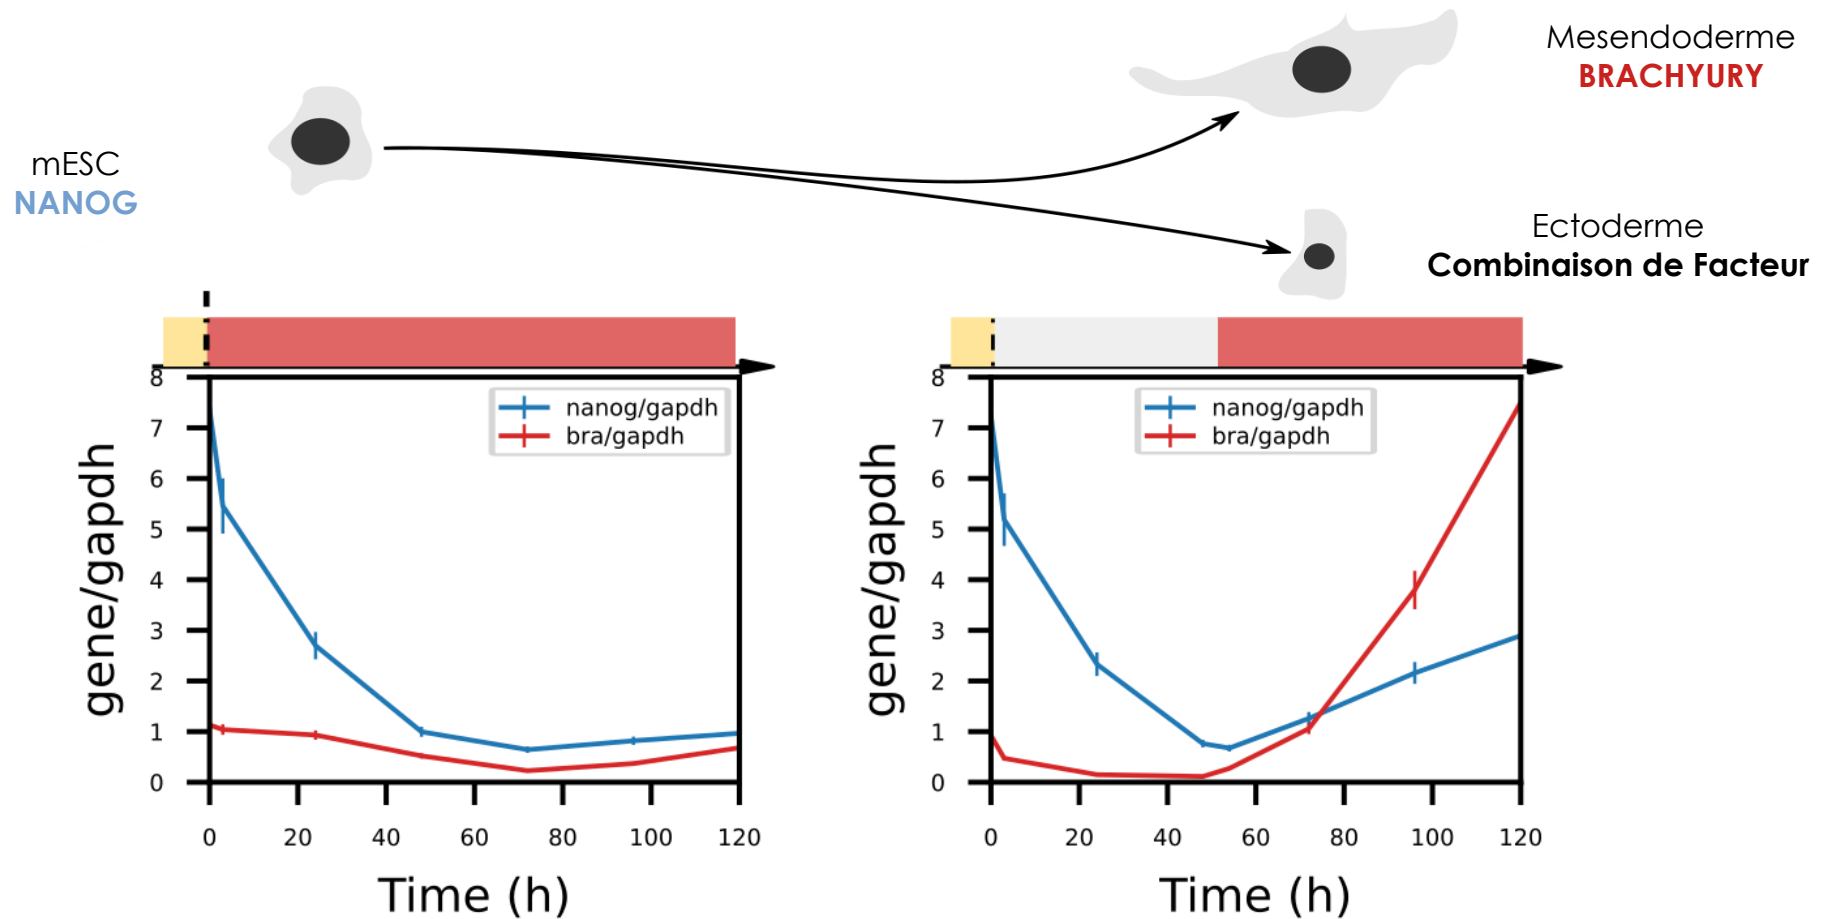 Mesendoderme
BRACHYURY
mESC
NANOG
Ectoderme
Combinaison de Facteur
nanog/gapdh
bra/gapdh
gene/gapdh
8
7
6
5
4
3
2
1
0
0 20 40 60 80 100 120
Time (h)
nanog/gapdh
bra/gapdh
gene/gapdh
8
7
6
5
4
3
2
1
0
0 20 40 60 80 100 120
Time (h)